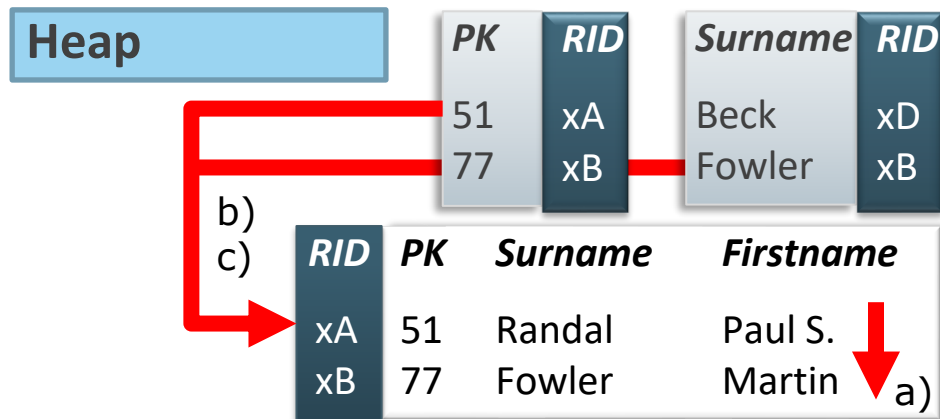 Heap
PK RID Surname RID
51 xA Beck xD
77 xB Fowler xB
b)
c)
RID PK Surname Firstname
xA 51 Randal Paul S.
xB 77 Fowler Martin a)